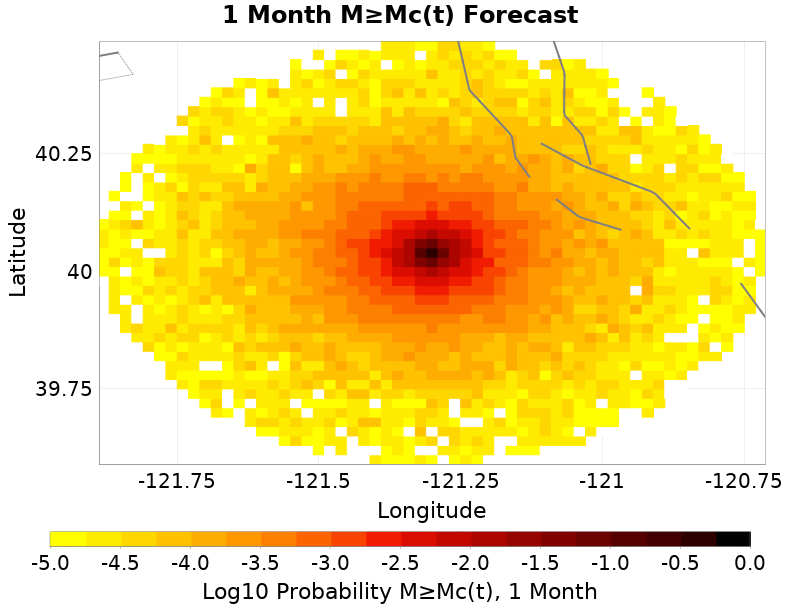 1 Month M≥Mc(t) Forecast
40.25
40
39.75
Latitude
-121.75 -121.5 -121.25 -121 -120.75
Longitude
-5.0 -4.5 -4.0 -3.5 -3.0 -2.5 -2.0 -1.5 -1.0 -0.5 0.0
Log10 Probability M≥Mc(t), 1 Month